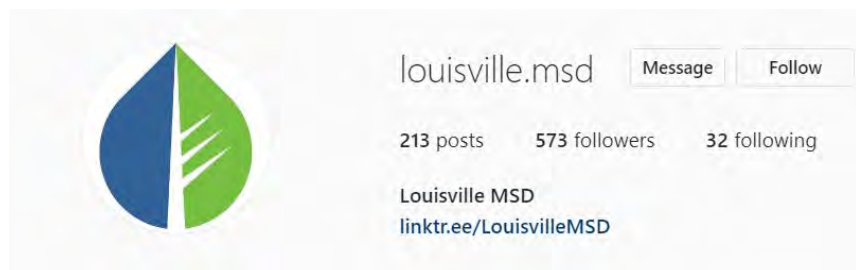 louisville.msd Message Follow
213 posts 573 followers 32 following
Louisville MSD
linktr.ee/LouisvilleMSD